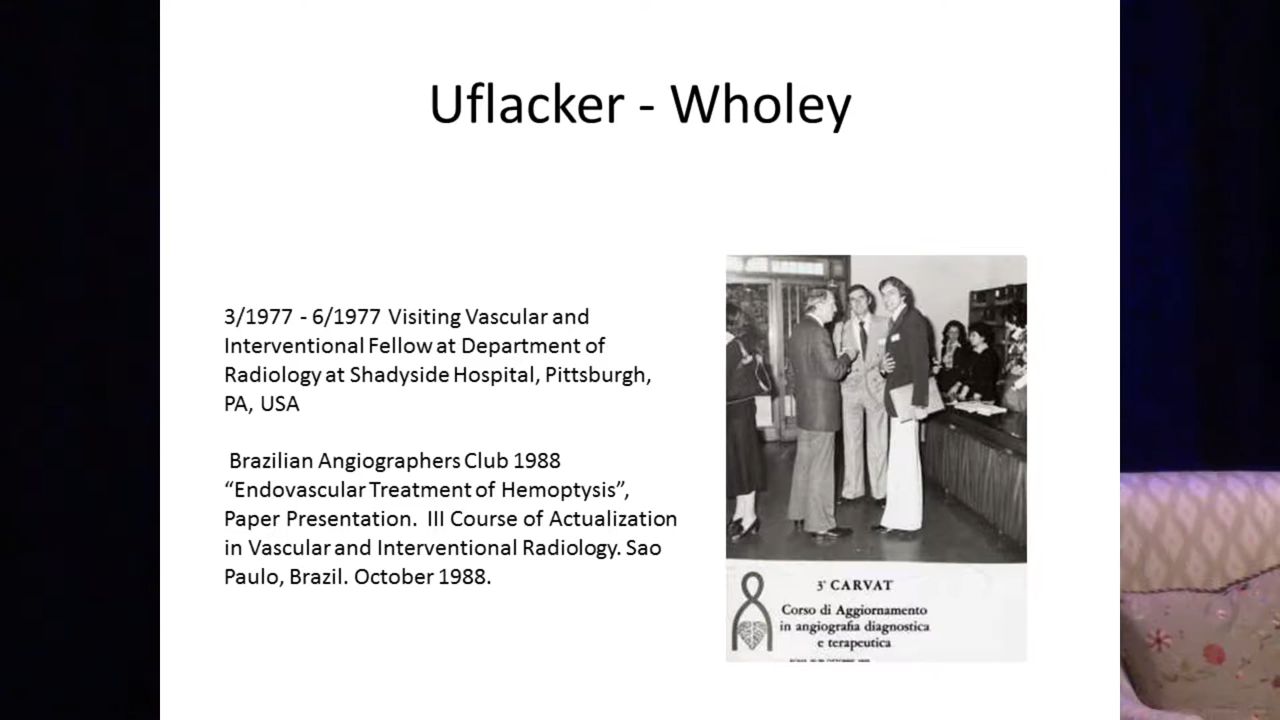 Uflacker - Wholey
3/1977 - 6/1977 Visiting Vascular and
Interventional Fellow at Department of
Radiology at Shadyside Hospital, Pittsburgh,
PA, USA
Brazilian Angiographers Club 1988
“Endovascular Treatment of Hemoptysis”,
Paper Presentation. III Course of Actualization
in Vascular and Interventional Radiology. Sao
Paulo, Brazil. October 1988.
3° CARVAT
Corso di Aggiornamento
in angiografia diagnostica
e terapeutica